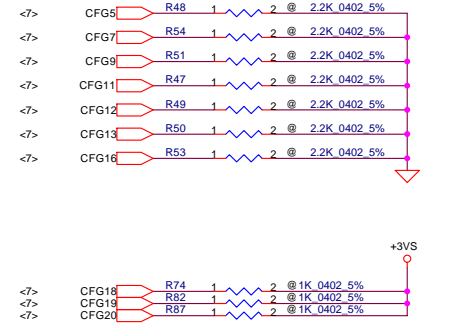 <7> CFG5 R48 1 2 @ 2.2K_0402_5%
<7> CFG7 R54 1 2 @ 2.2K_0402_5%
<7> CFG9 R51 1 2 @ 2.2K_0402_5%
<7> CFG11 R47 1 2 @ 2.2K_0402_5%
<7> CFG12 R49 1 2 @ 2.2K_0402_5%
<7> CFG13 R50 1 2 @ 2.2K_0402_5%
<7> CFG16 R53 1 2 @ 2.2K_0402_5%
+3VS
<7> CFG18 R74 1 2 @ 1K_0402_5%
<7> CFG19 R82 1 2 @ 1K_0402_5%
<7> CFG20 R87 1 2 @ 1K_0402_5%